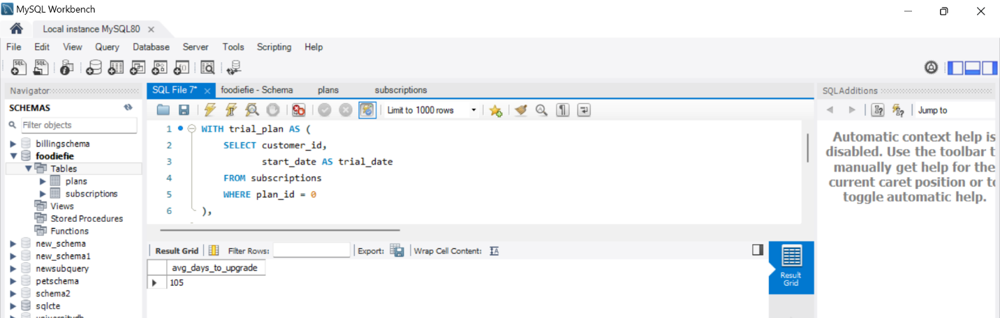 MySQL Workbench
Local instance MySQL80
File Edit View Query Database Server Tools Scripting Help
Navigator
SCHEMAS
Filter objects
billingschema
foodiefie
Tables
plans
subscriptions
Views
Stored Procedures
Functions
new_schema
new_schema1
newsubquery
petschema
schema2
sqlcte
universitydb
SQL File 7* foodiefie - Schema plans subscriptions
Limit to 1000 rows
1 WITH trial_plan AS (
2 SELECT customer_id,
3 start_date AS trial_date
4 FROM subscriptions
5 WHERE plan_id = 0
6 ),
Result Grid Filter Rows: Export: Wrap Cell Content:
avg_days_to_upgrade
105
Result
Grid
SQLAdditions
Jump to
Automatic context help is
disabled. Use the toolbar t
manually get help for the
current caret position or to
toggle automatic help.